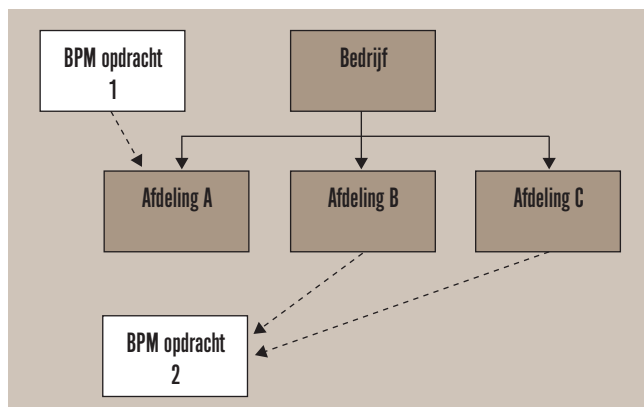 BPM opdracht
1
Bedrijf
Afdeling A
Afdeling B
Afdeling C
BPM opdracht
2